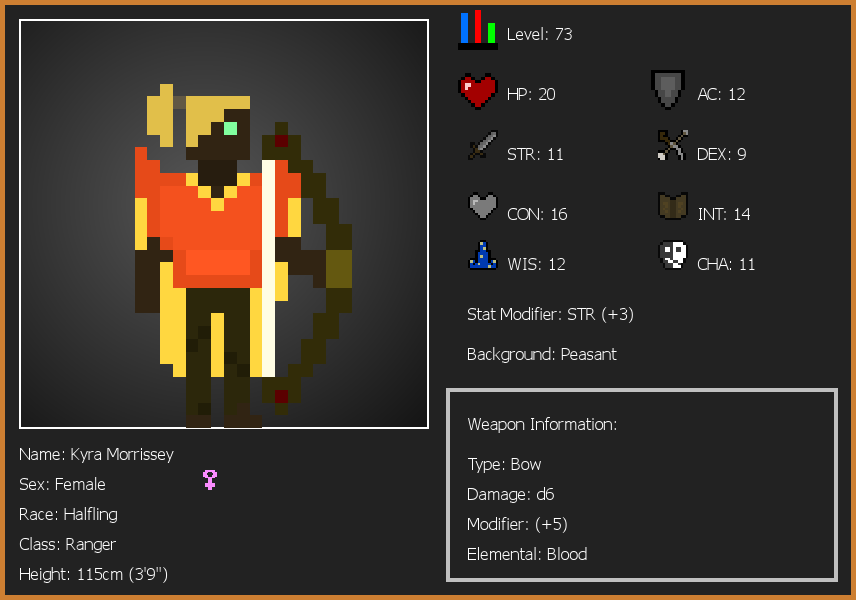 Level: 73
HP: 20
AC: 12
STR: 11
DEX: 9
CON: 16
INT: 14
WIS: 12
CHA: 11
Stat Modifier: STR (+3)
Background: Peasant
Name: Kyra Morrissey
Sex: Female
Race: Halfling
Class: Ranger
Height: 115cm (3'9")
Weapon Information:
Type: Bow
Damage: d6
Modifier: (+5)
Elemental: Blood